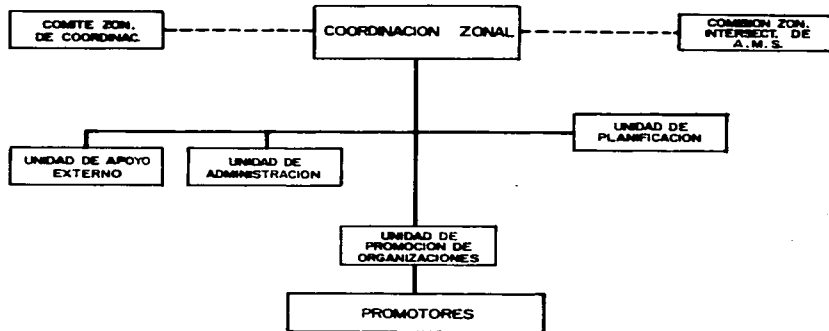 COMITE ZON.
DE COORDINAC.
COORDINACION ZONAL
COMISION ZON.
INTERSECT. DE
A.M.S.
UNIDAD DE APOYO
EXTERNO
UNIDAD DE
ADMINISTRACION
UNIDAD DE
PLANIFICACION
UNIDAD DE
PROMOCION DE
ORGANIZACIONES
PROMOTORES